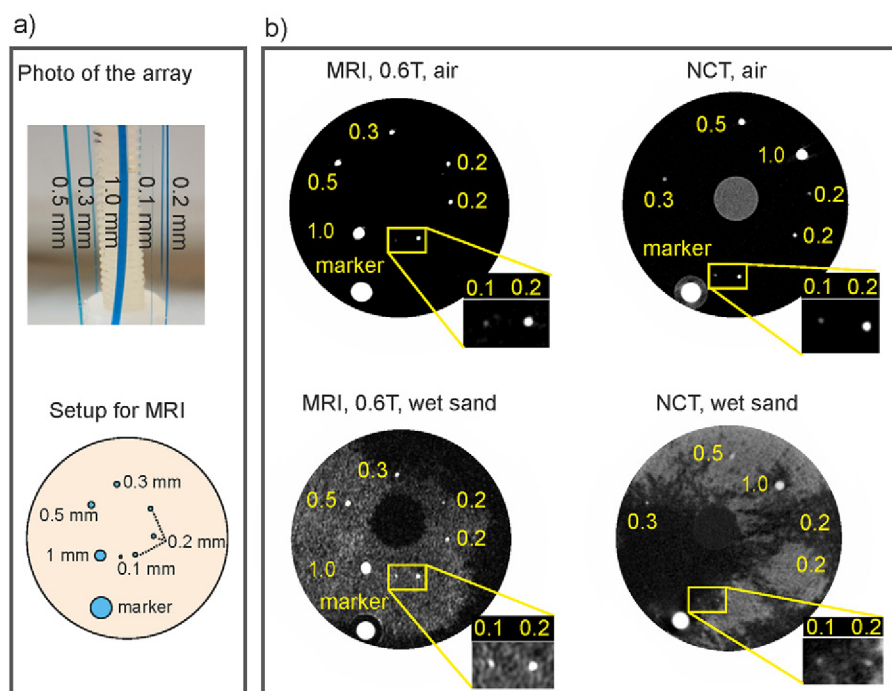 a)
Photo of the array
0.5 mm
0.3 mm
1.0 mm
0.1 mm
0.2 mm
Setup for MRI
0.3 mm
0.5 mm
0.2 mm
1 mm
0.1 mm
marker
b)
MRI, 0.6T, air
0.3
0.5
0.2
0.2
1.0
marker
0.1 0.2
NCT, air
0.5
1.0
0.3
0.2
0.2
marker
0.1 0.2
MRI, 0.6T, wet sand
0.3
0.5
0.2
0.2
1.0
marker
0.1 0.2
NCT, wet sand
0.5
1.0
0.3
0.2
0.2
marker
0.1 0.2